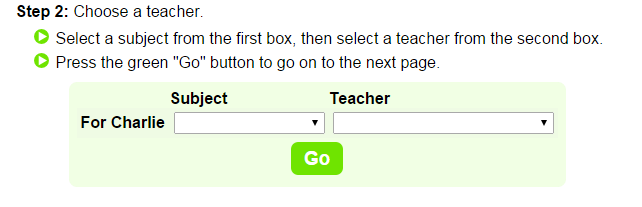 Step 2: Choose a teacher.
Select a subject from the first box, then select a teacher from the second box.
Press the green "Go" button to go on to the next page.
Subject Teacher
For Charlie
Go